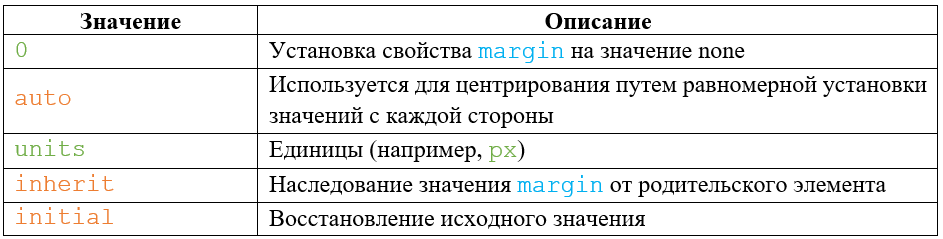 Значение Описание
0 Установка свойства margin на значение none
auto Используется для центрирования путем равномерной установки
значений с каждой стороны
units Единицы (например, px)
inherit Наследование значения margin от родительского элемента
initial Восстановление исходного значения